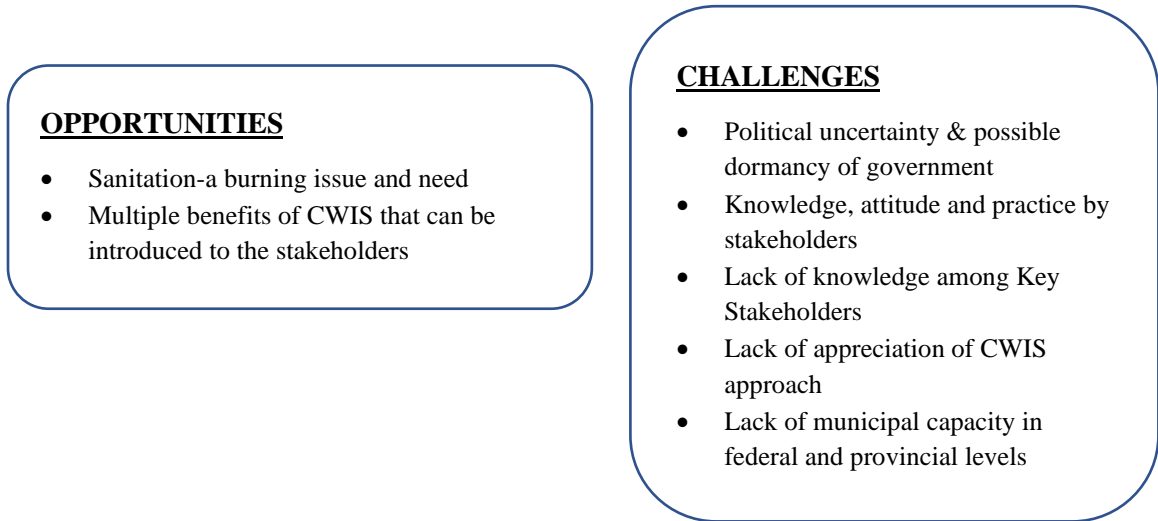 OPPORTUNITIES
• Sanitation-a burning issue and need
• Multiple benefits of CWIS that can be
introduced to the stakeholders
CHALLENGES
• Political uncertainty & possible
dormancy of government
• Knowledge, attitude and practice by
stakeholders
• Lack of knowledge among Key
Stakeholders
• Lack of appreciation of CWIS
approach
• Lack of municipal capacity in
federal and provincial levels